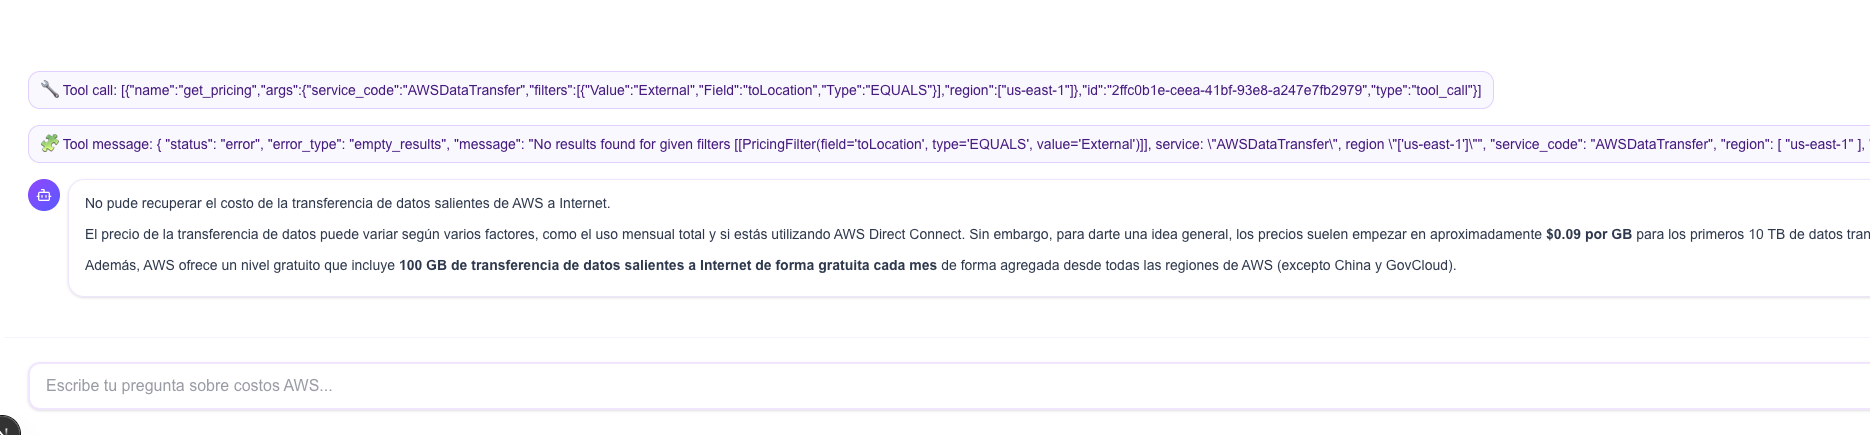 Tool call: [{"name":"get_pricing","args":{"service_code":"AWSDataTransfer","filters":[{"Value":"External","Field":"toLocation","Type":"EQUALS"}],"region":["us-east-1"]},"id":"2ffc0b1e-ceea-41bf-93e8-a247e7fb2979","type":"tool_call"}]
Tool message: { "status": "error", "error_type": "empty_results", "message": "No results found for given filters [[PricingFilter(field='toLocation', type='EQUALS', value='External')]], service: \"AWSDataTransfer\", region \"['us-east-1']\"", "service_code": "AWSDataTransfer", "region": [ "us-east-1" ],
No pude recuperar el costo de la transferencia de datos salientes de AWS a Internet.
El precio de la transferencia de datos puede variar según varios factores, como el uso mensual total y si estás utilizando AWS Direct Connect. Sin embargo, para darte una idea general, los precios suelen empezar en aproximadamente $0.09 por GB para los primeros 10 TB de datos
Además, AWS ofrece un nivel gratuito que incluye 100 GB de transferencia de datos salientes a Internet de forma gratuita cada mes de forma agregada desde todas las regiones de AWS (excepto China y GovCloud).
Escribe tu pregunta sobre costos AWS...